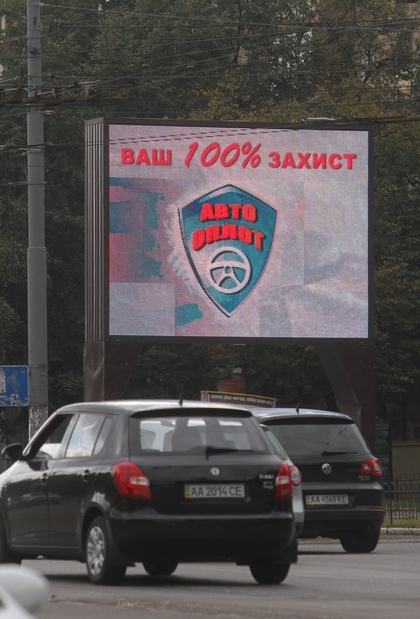 ВАШ 100% ЗАХИСТ
АВТО
ОПЛОТ
AA 2014 CE
AA 4568 KE